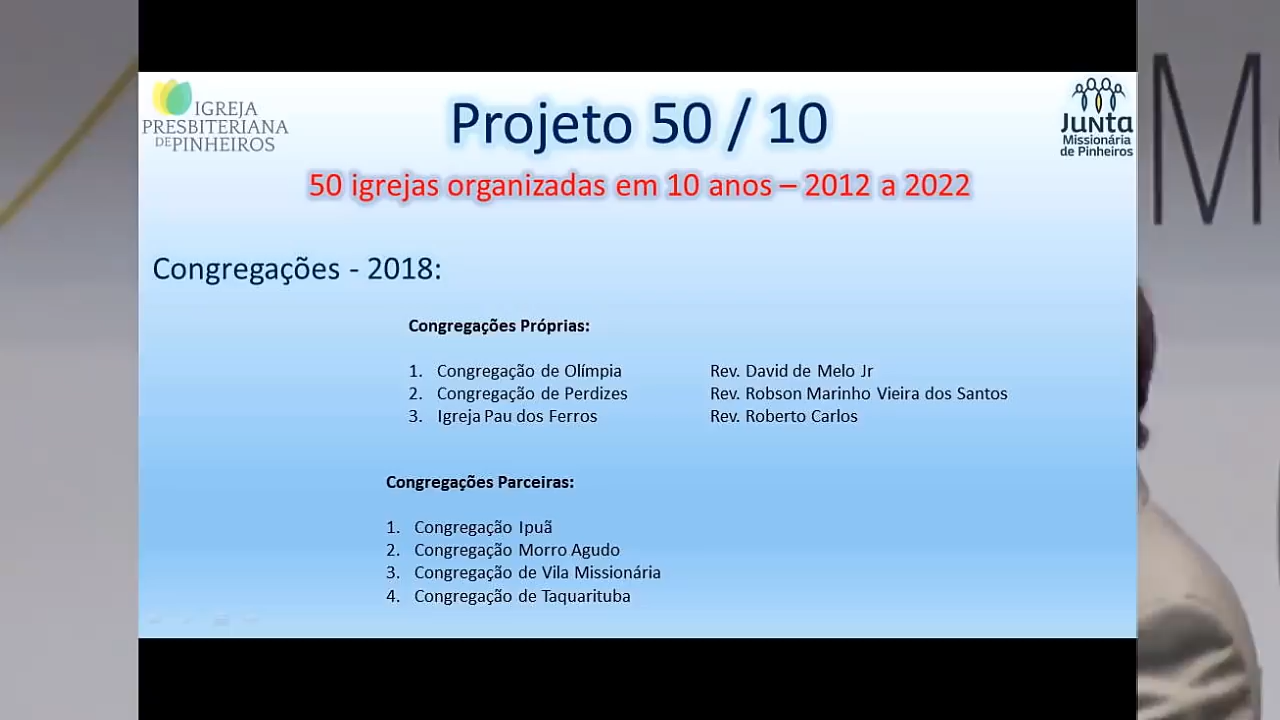 IGREJA
PRESBITERIANA
DE PINHEIROS
Projeto 50 / 10
Junta
Missionária
de Pinheiros
M
50 igrejas organizadas em 10 anos – 2012 a 2022
Congregações - 2018:
Congregações Próprias:
1. Congregação de Olímpia Rev. David de Melo Jr
2. Congregação de Perdizes Rev. Robson Marinho Vieira dos Santos
3. Igreja Pau dos Ferros Rev. Roberto Carlos
Congregações Parceiras:
1. Congregação Ipuã
2. Congregação Morro Agudo
3. Congregação de Vila Missionária
4. Congregação de Taquarituba